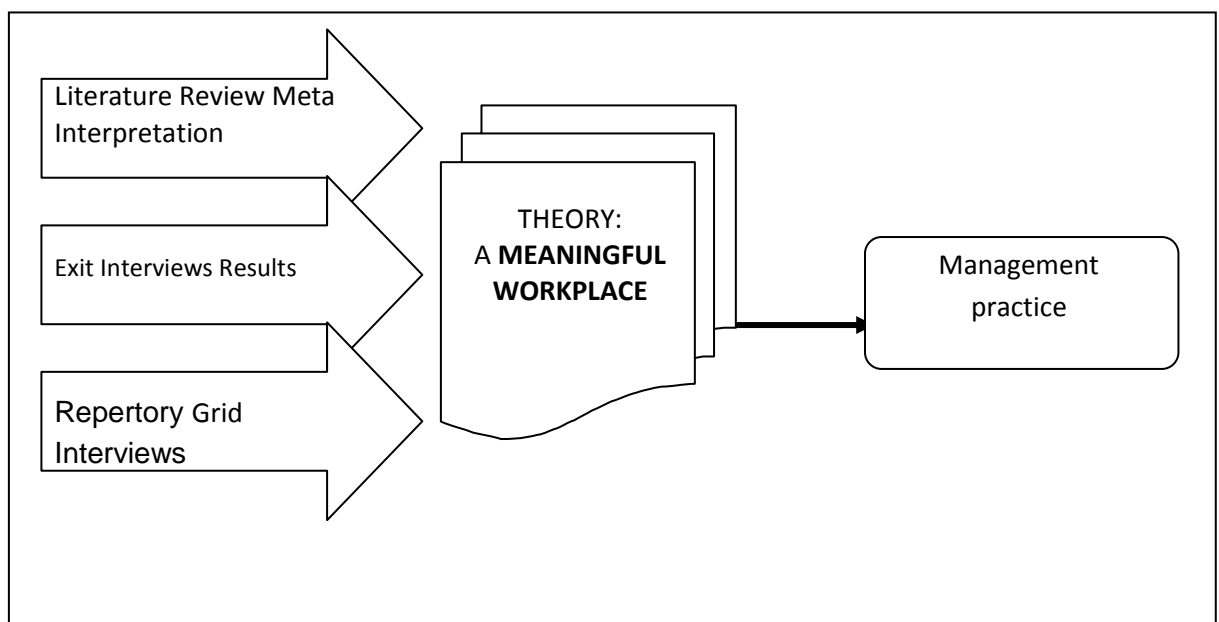 Literature Review Meta
Interpretation
Exit Interviews Results
Repertory Grid
Interviews
THEORY:
A MEANINGFUL
WORKPLACE
Management
practice